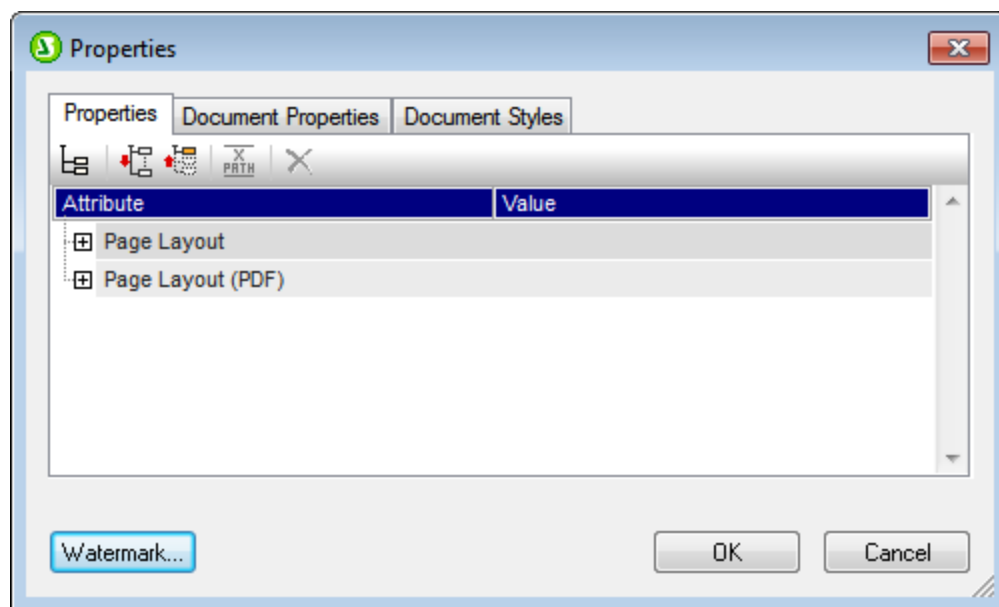 Properties
Properties Document Properties Document Styles
X PATH
Attribute Value
Page Layout
Page Layout (PDF)
Watermark... OK Cancel